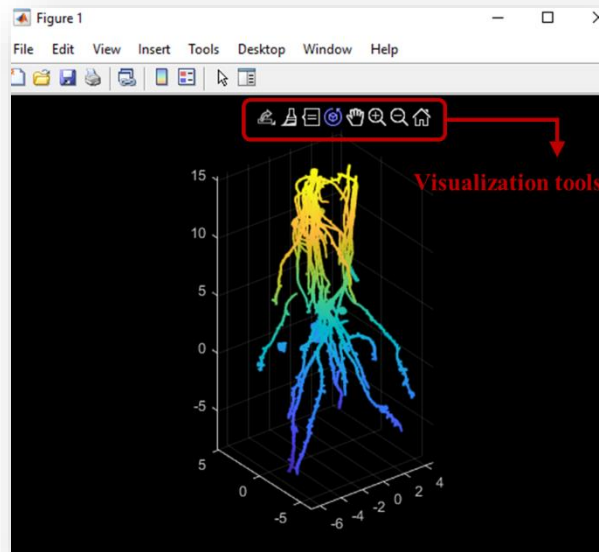 Figure 1
File Edit View Insert Tools Desktop Window Help
Visualization tools
15
10
5
0
-5
5
0
-5
-6 -4 -2 0 2 4